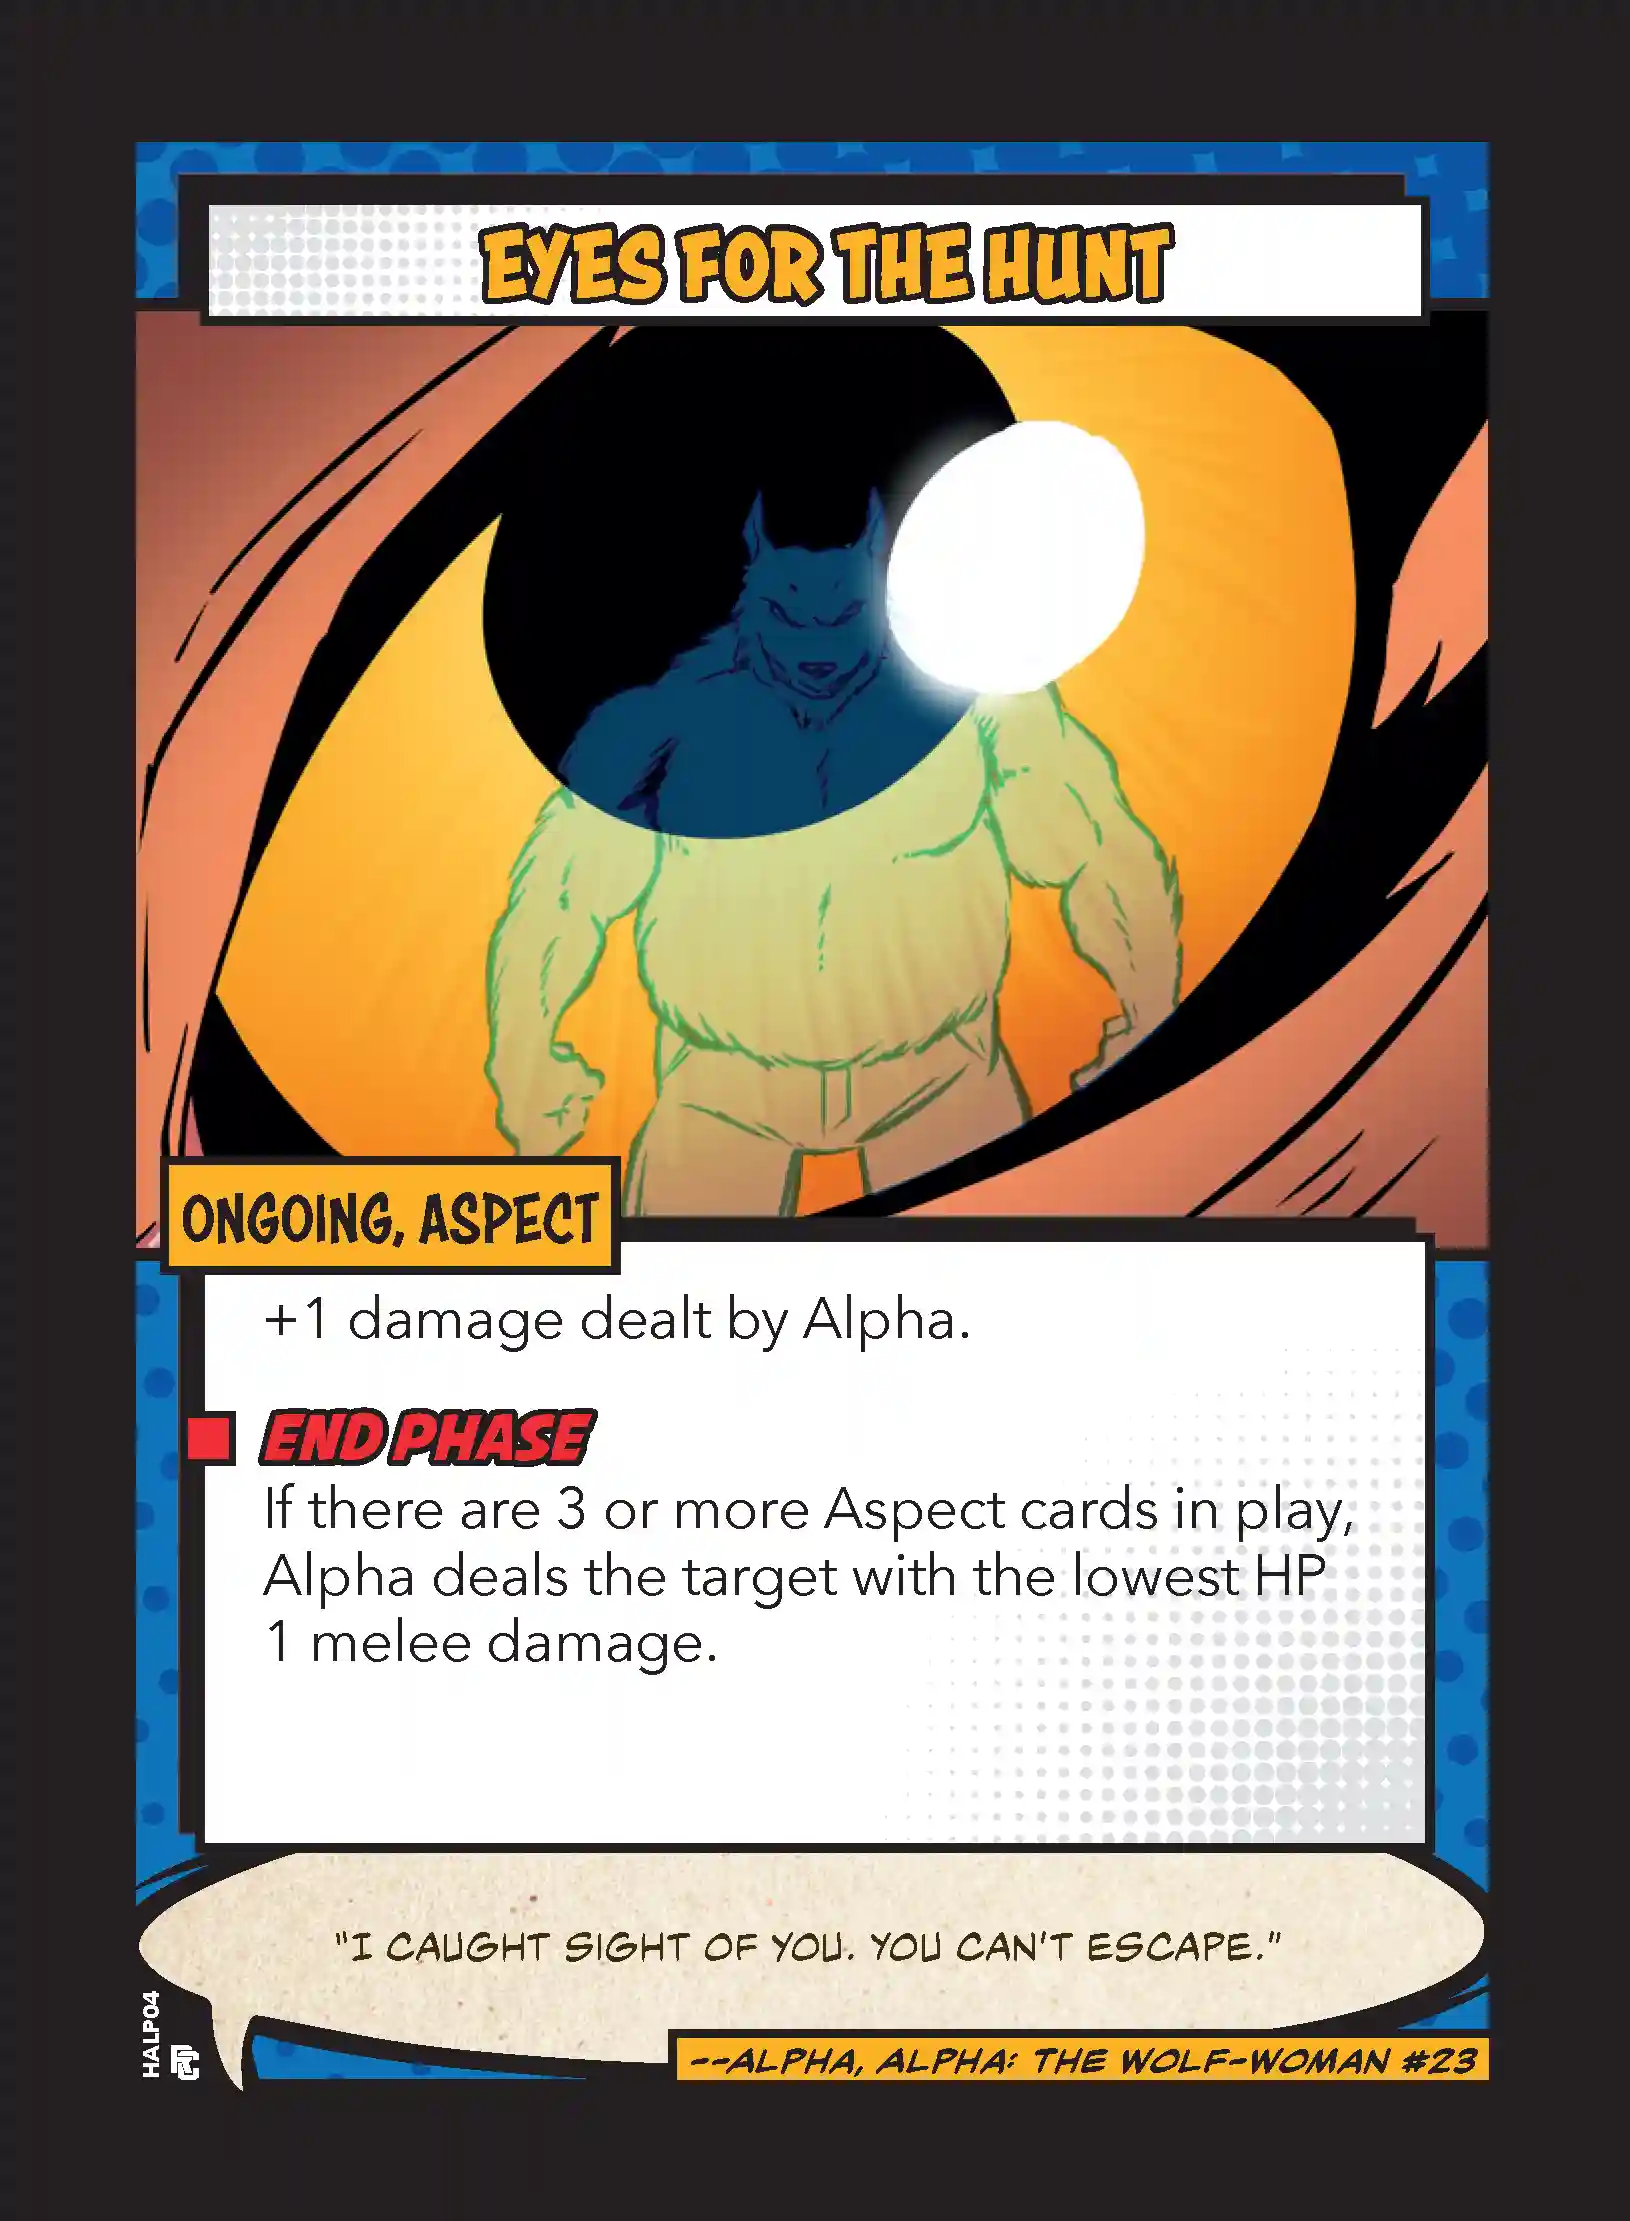 EYES FOR THE HUNT
ONGOING, ASPECT
+1 damage dealt by Alpha.
END PHASE
If there are 3 or more Aspect cards in play,
Alpha deals the target with the lowest HP
1 melee damage.
"I CAUGHT SIGHT OF YOU. YOU CAN'T ESCAPE."
--ALPHA, ALPHA: THE WOLF-WOMAN #23
HALP04